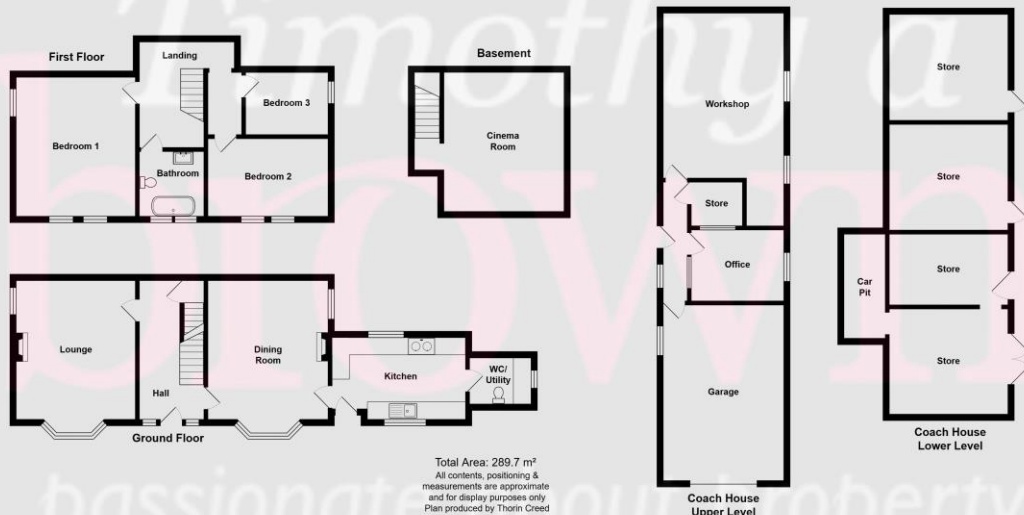 Timothy a
brown
passionate about property
First Floor
Landing
Bedroom 3
Bedroom 1
Bathroom
Bedroom 2
Basement
Cinema
Room
Lounge
Hall
Dining
Room
Kitchen
WC/
Utility
Ground Floor
Total Area: 289.7 m²
All contents, positioning &
measurements are approximate
and for display purposes only
Plan produced by Thorin Creed
Workshop
Store
Office
Garage
Coach House
Upper Level
Store
Store
Store
Car
Pit
Store
Coach House
Lower Level